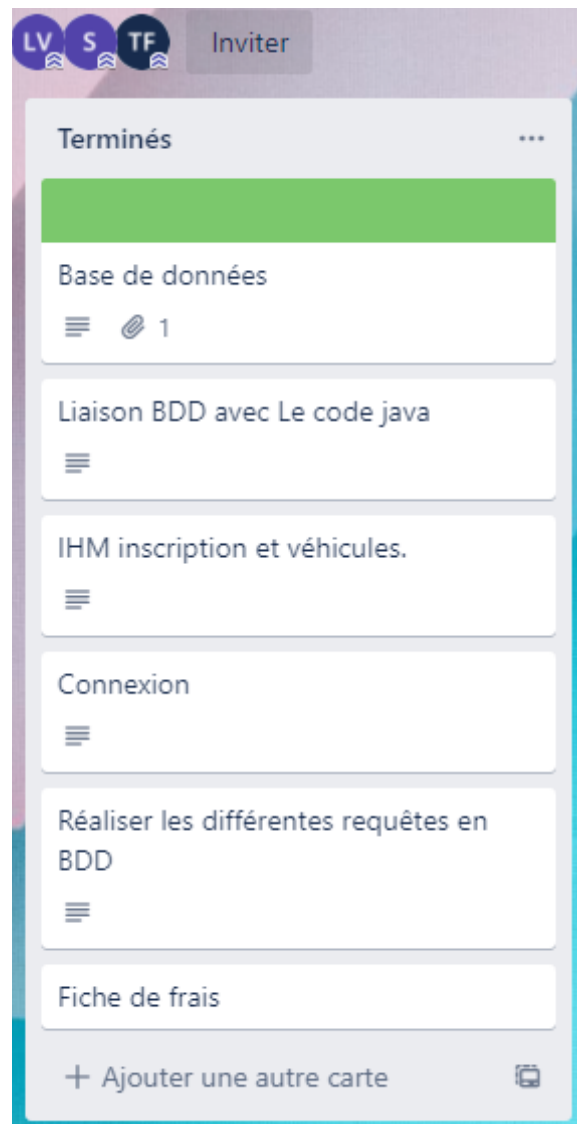 LV S TF Inviter
Terminés
Base de données
1
Liaison BDD avec Le code java
IHM inscription et véhicules.
Connexion
Réaliser les différentes requêtes en
BDD
Fiche de frais
+ Ajouter une autre carte